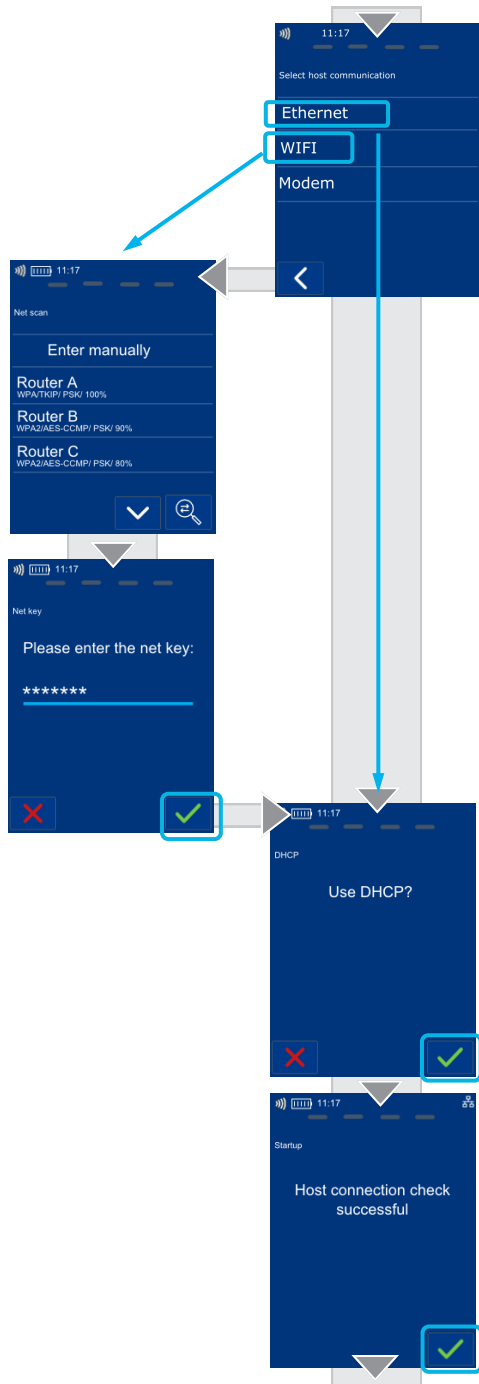 11:17
Select host communication
Ethernet
WIFI
Modem
11:17
Net scan
Enter manually
Router A
WPA/TKIP/ PSK/ 100%
Router B
WPA2/AES-CCMP/ PSK/ 90%
Router C
WPA2/AES-CCMP/ PSK/ 80%
11:17
Net key
Please enter the net key:
*******
11:17
DHCP
Use DHCP?
11:17
Startup
Host connection check
successful